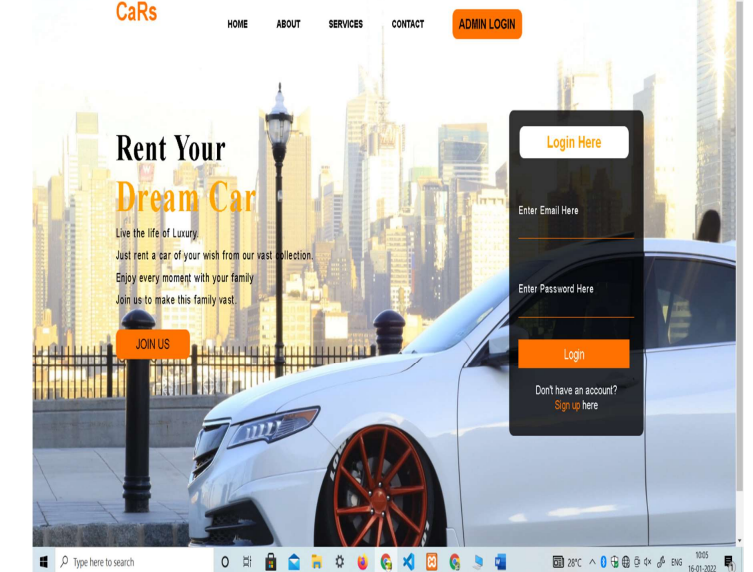 CaRs
HOME ABOUT SERVICES CONTACT ADMIN LOGIN
Rent Your
Dream Car
Live the life of Luxury.
Just rent a car of your wish from our vast collection.
Enjoy every moment with your family
Join us to make this family vast.
JOIN US
Login Here
Enter Email Here
Enter Password Here
Login
Don't have an account?
Sign up here
Type here to search
28°C
ENG
10:05
16-01-2022